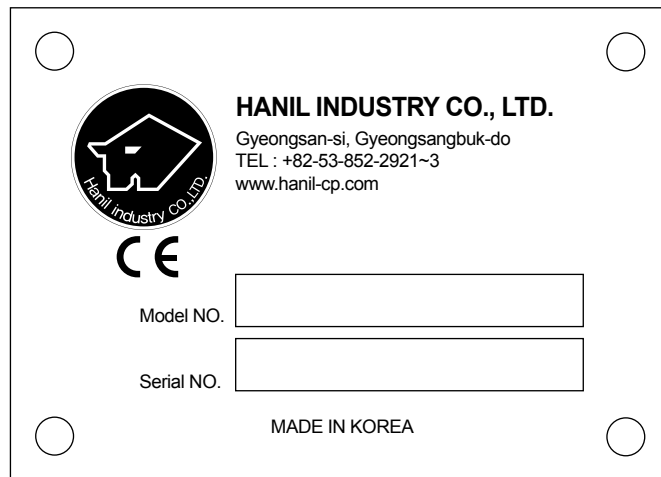 HANIL INDUSTRY CO., LTD.
Gyeongsan-si, Gyeongsangbuk-do
TEL : +82-53-852-2921~3
www.hanil-cp.com
Hanil industry CO.,LTD.
CE
Model NO.
Serial NO.
MADE IN KOREA